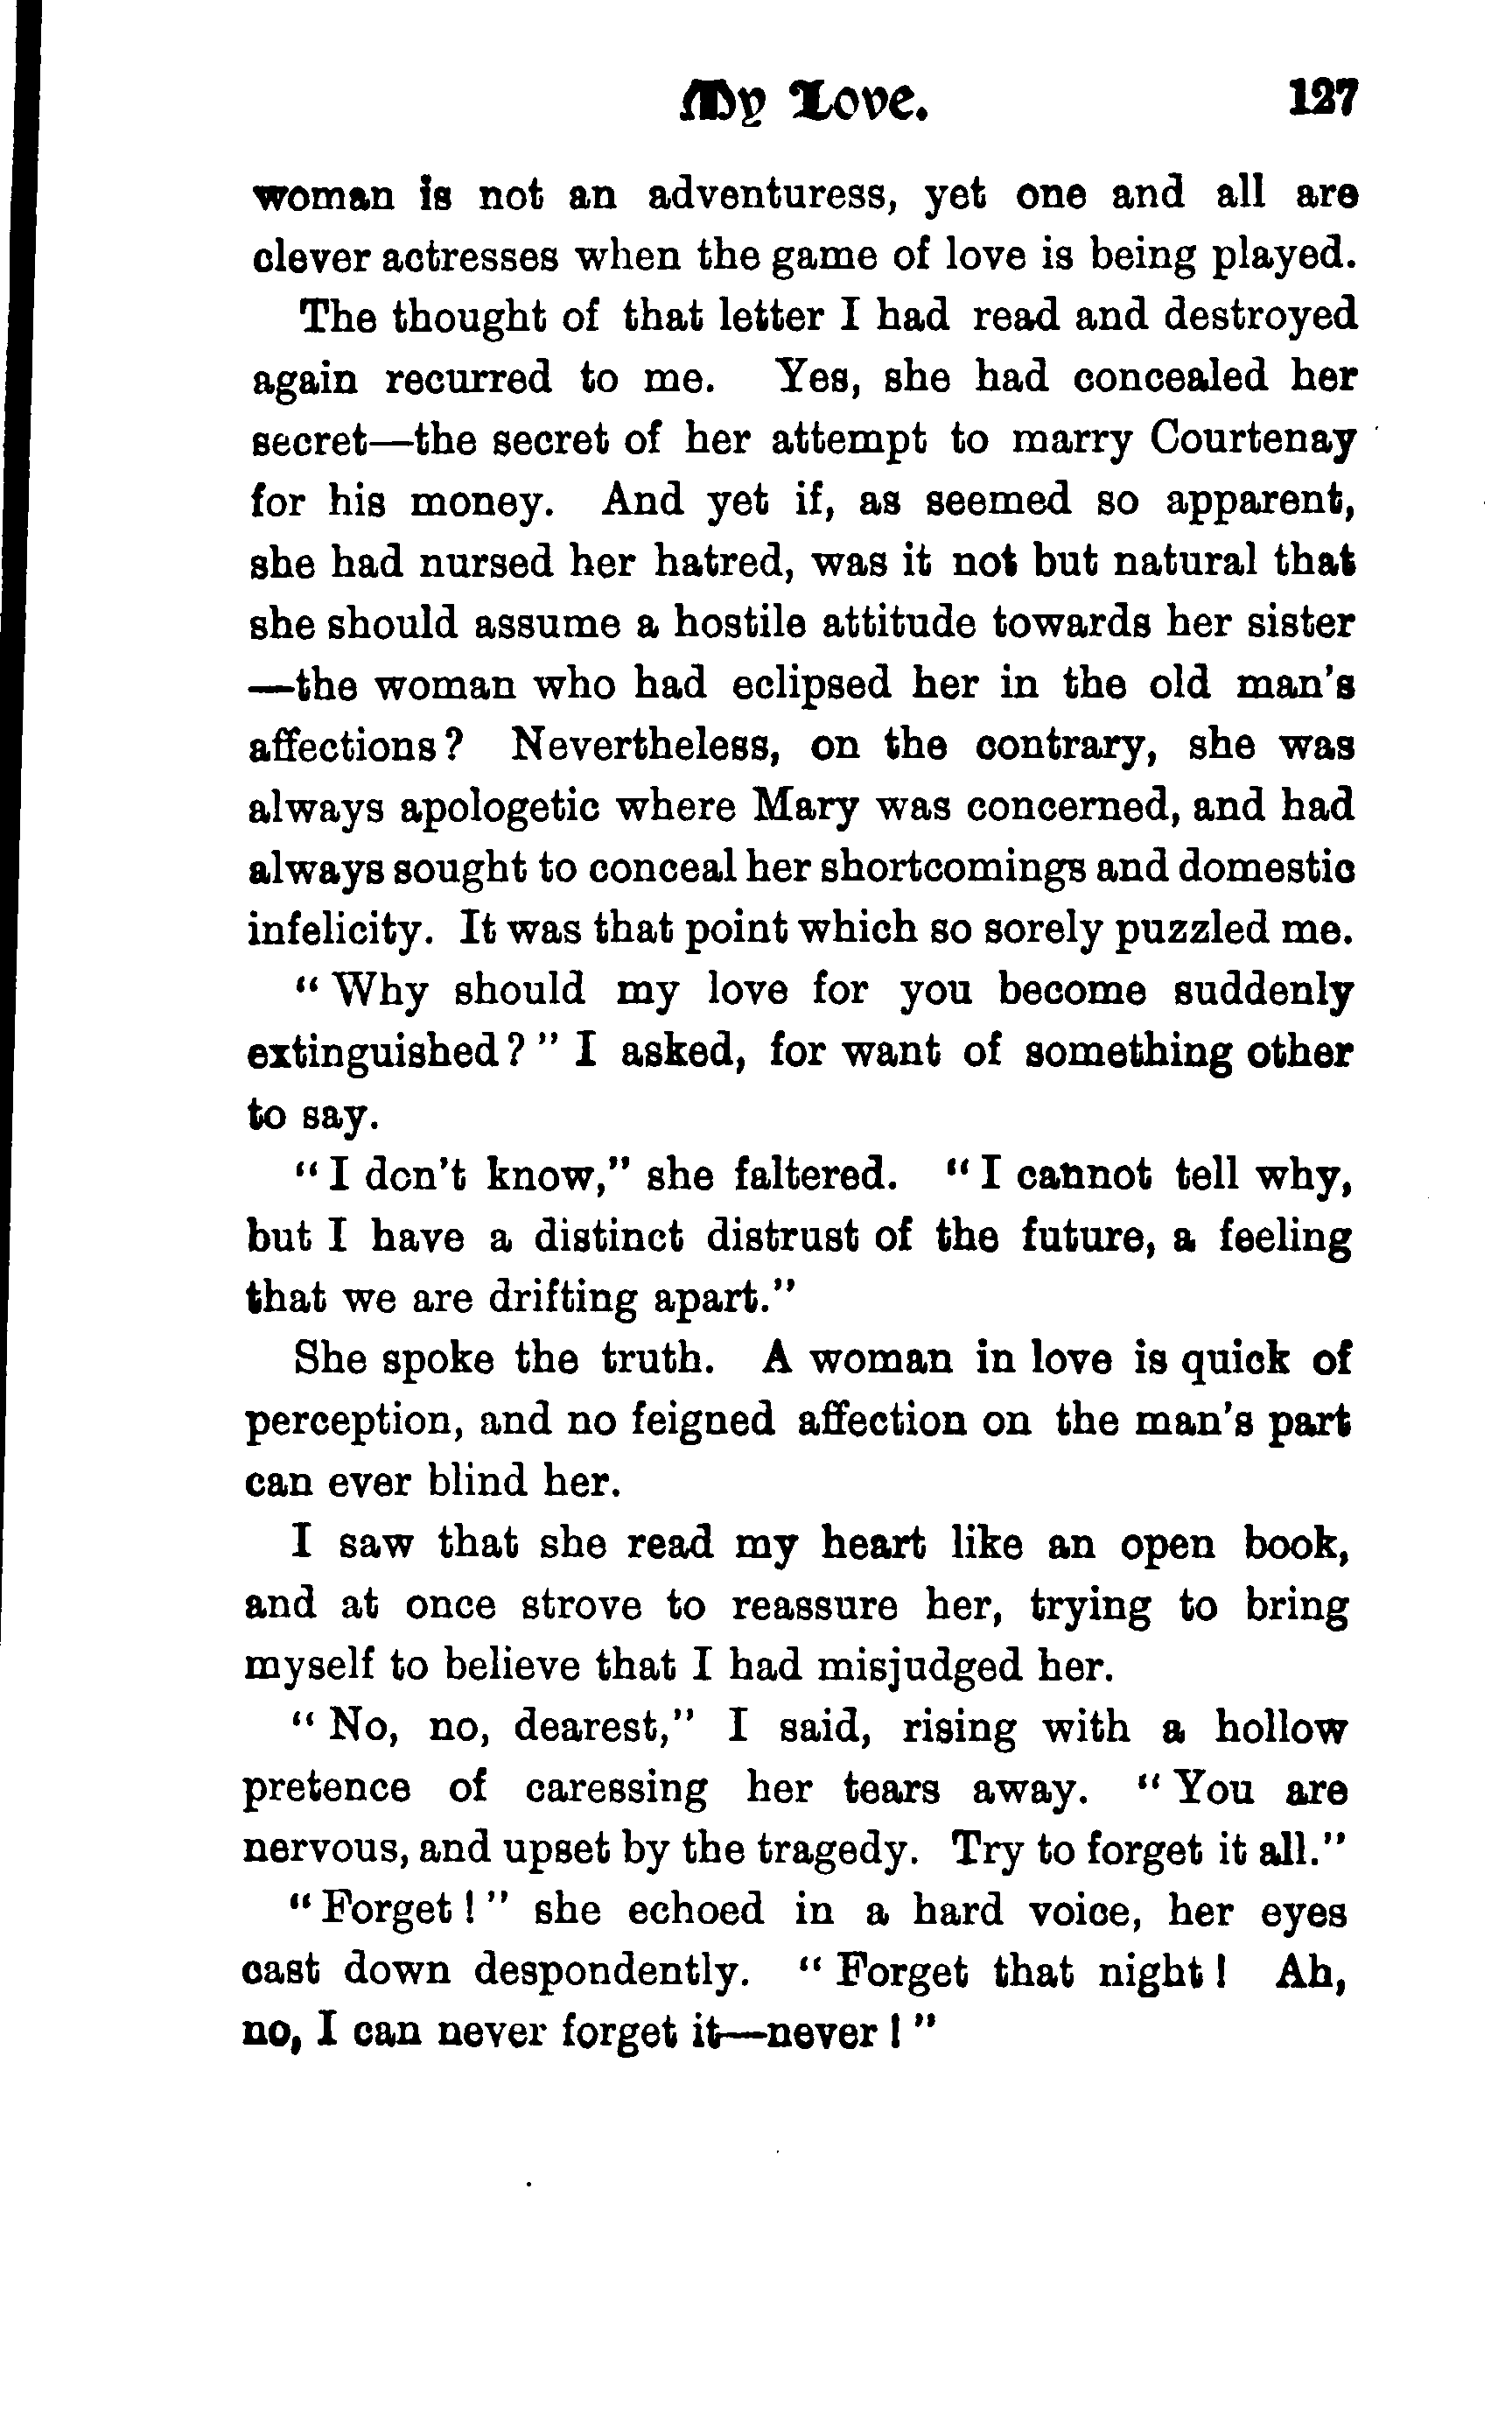 My Love. 127
woman is not an adventuress, yet one and all are
clever actresses when the game of love is being played.
The thought of that letter I had read and destroyed
again recurred to me. Yes, she had concealed her
secret—the secret of her attempt to marry Courtenay
for his money. And yet if, as seemed so apparent,
she had nursed her hatred, was it not but natural that
she should assume a hostile attitude towards her sister
—the woman who had eclipsed her in the old man's
affections? Nevertheless, on the contrary, she was
always apologetic where Mary was concerned, and had
always sought to conceal her shortcomings and domestic
infelicity. It was that point which so sorely puzzled me.
"Why should my love for you become suddenly
extinguished?" I asked, for want of something other
to say.
"I don't know," she faltered. "I cannot tell why,
but I have a distinct distrust of the future, a feeling
that we are drifting apart."
She spoke the truth. A woman in love is quick of
perception, and no feigned affection on the man's part
can ever blind her.
I saw that she read my heart like an open book,
and at once strove to reassure her, trying to bring
myself to believe that I had misjudged her.
"No, no, dearest," I said, rising with a hollow
pretence of caressing her tears away. "You are
nervous, and upset by the tragedy. Try to forget it all."
"Forget!" she echoed in a hard voice, her eyes
cast down despondently. "Forget that night! Ah,
no, I can never forget it—never!"